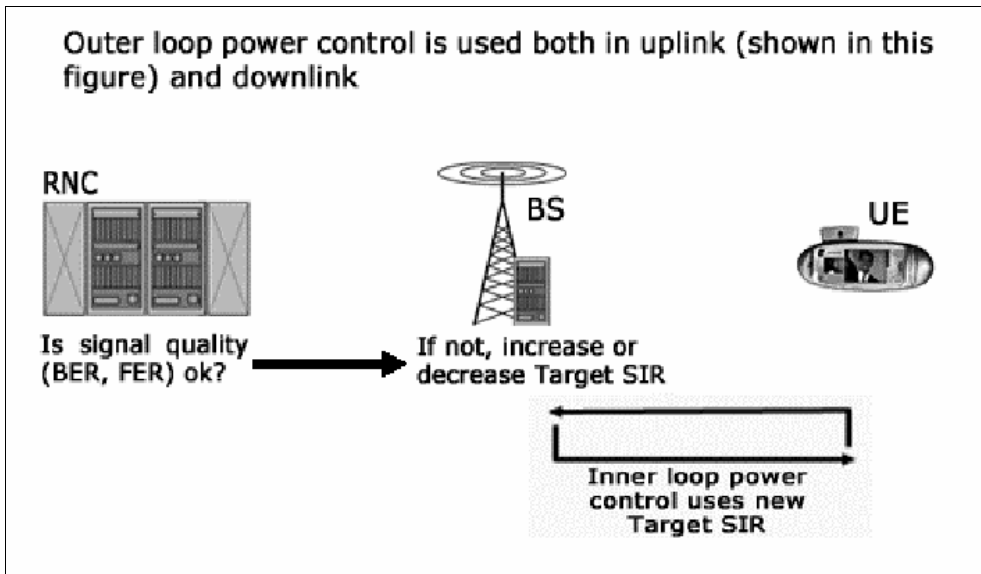 Outer loop power control is used both in uplink (shown in this
figure) and downlink
RNC
BS
UE
Is signal quality
(BER, FER) ok?
If not, increase or
decrease Target SIR
Inner loop power
control uses new
Target SIR